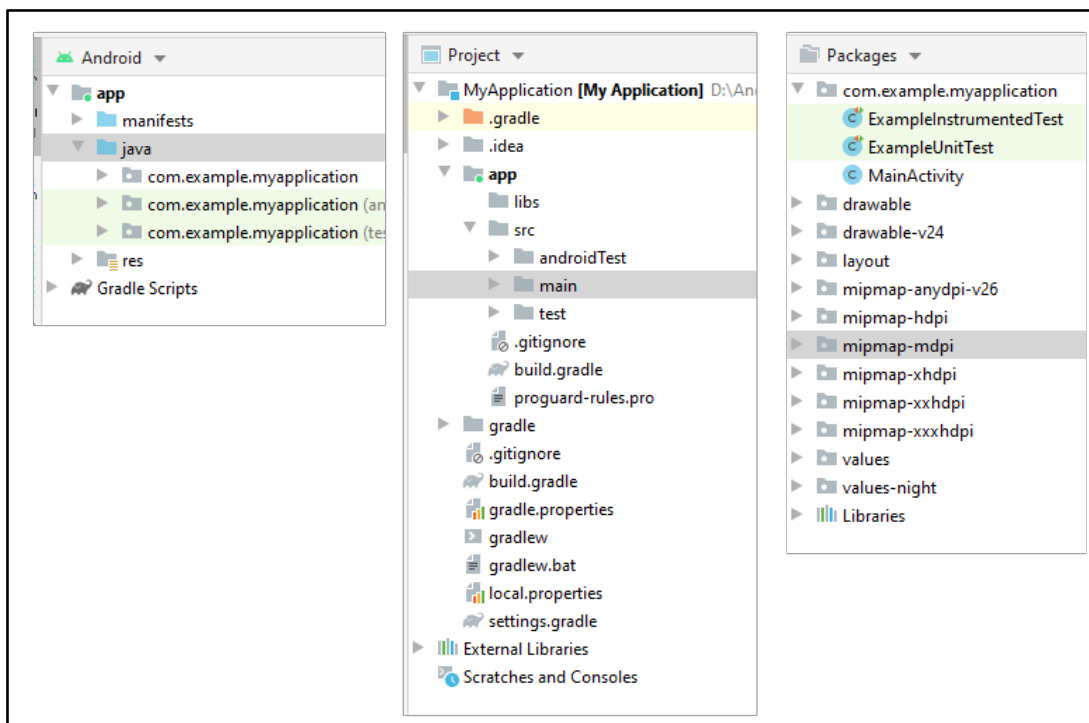 Android
app
manifests
java
com.example.myapplication
com.example.myapplication (an
com.example.myapplication (tes
res
Gradle Scripts
Project
MyApplication [My Application] D:\An
.gradle
.idea
app
libs
src
androidTest
main
test
.gitignore
build.gradle
proguard-rules.pro
gradle
.gitignore
build.gradle
gradle.properties
gradlew
gradlew.bat
local.properties
settings.gradle
External Libraries
Scratches and Consoles
Packages
com.example.myapplication
ExampleInstrumentedTest
ExampleUnitTest
MainActivity
drawable
drawable-v24
layout
mipmap-anydpi-v26
mipmap-hdpi
mipmap-mdpi
mipmap-xhdpi
mipmap-xxhdpi
mipmap-xxxhdpi
values
values-night
Libraries